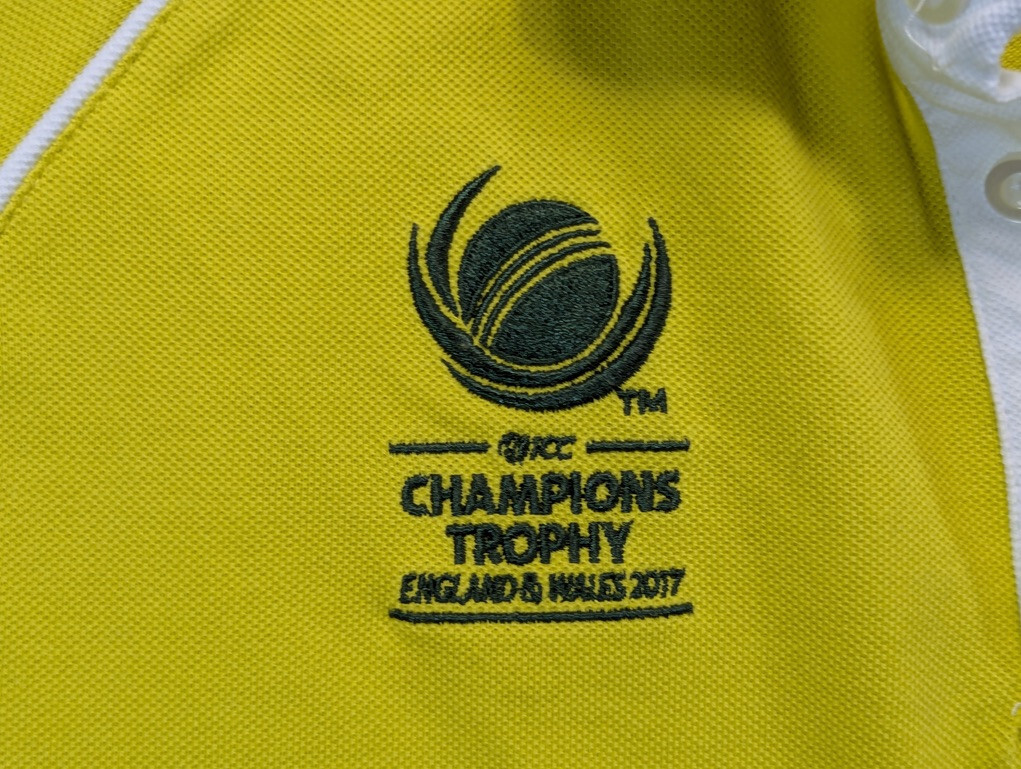 TM
ICC
CHAMPIONS
TROPHY
ENGLAND & WALES 2017